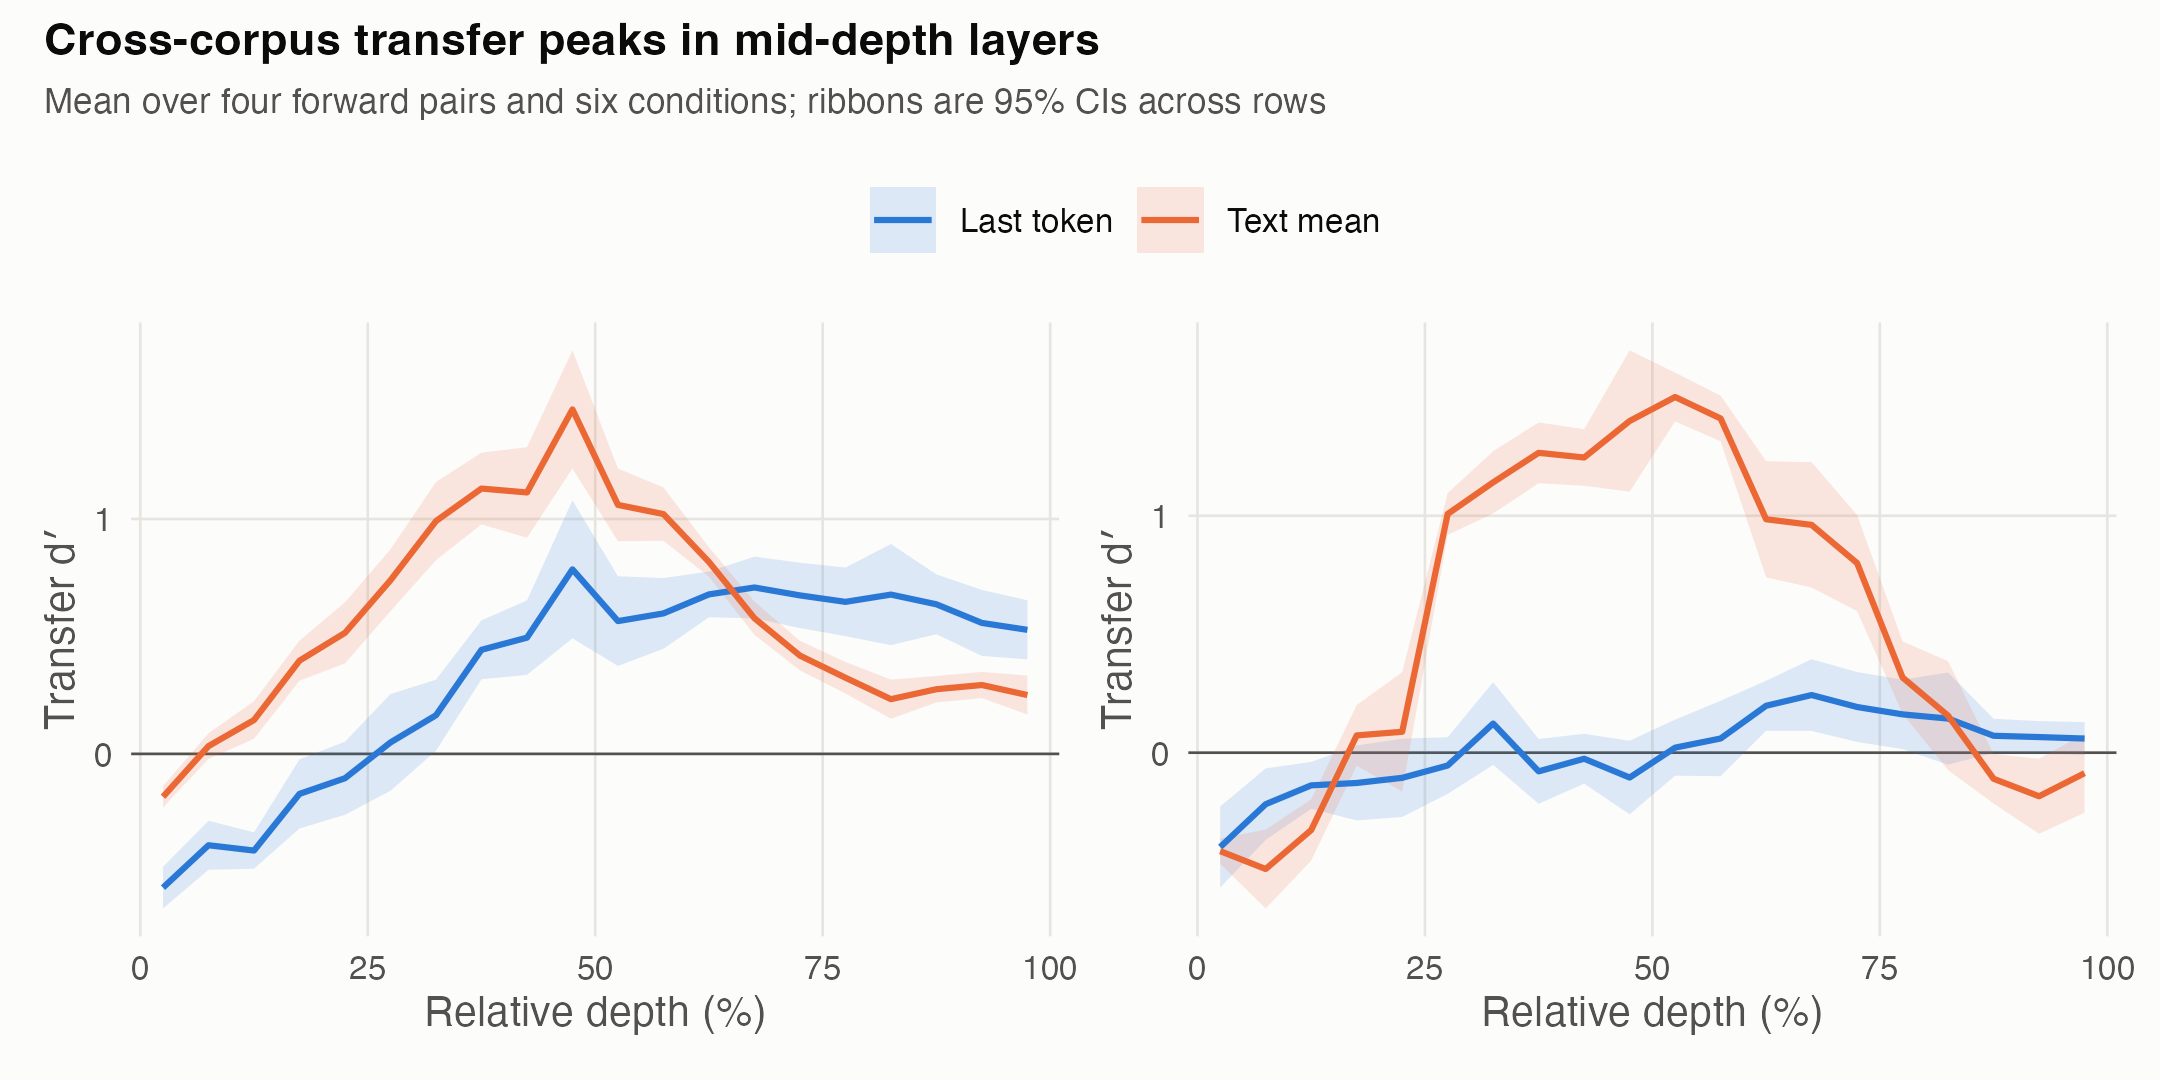 Cross-corpus transfer peaks in mid-depth layers
Mean over four forward pairs and six conditions; ribbons are 95% CIs across rows
Last token
Text mean
Transfer d′
1
0
0
25
50
75
100
Relative depth (%)
Transfer d′
1
0
0
25
50
75
100
Relative depth (%)